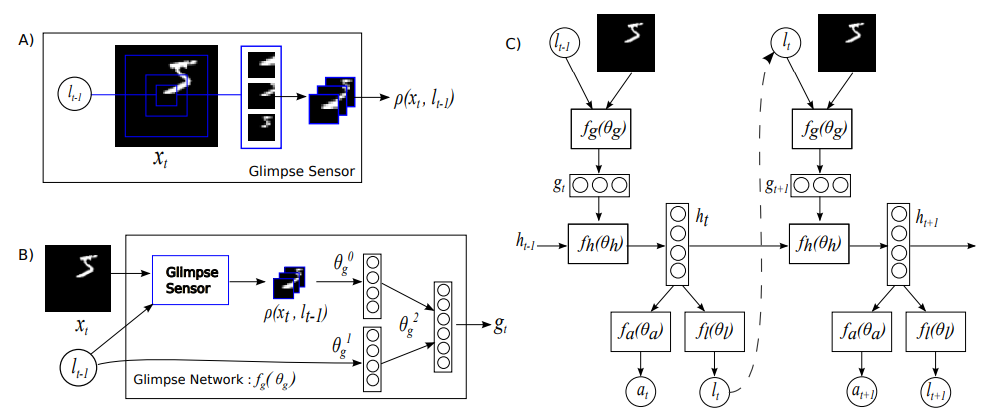 A)
l_{t-1}
x_t
ρ(x_t, l_{t-1})
Glimpse Sensor
B)
x_t
l_{t-1}
Glimpse
Sensor
ρ(x_t, l_{t-1})
θ_g^0
θ_g^1
θ_g^2
g_t
Glimpse Network : f_g(θ_g)
C)
l_{t-1}
l_t
f_g(θ_g)
f_g(θ_g)
g_t
g_{t+1}
h_{t-1}
f_h(θ_h)
h_t
f_h(θ_h)
h_{t+1}
f_a(θ_a)
f_l(θ_l)
f_a(θ_a)
f_l(θ_l)
a_t
l_t
a_{t+1}
l_{t+1}